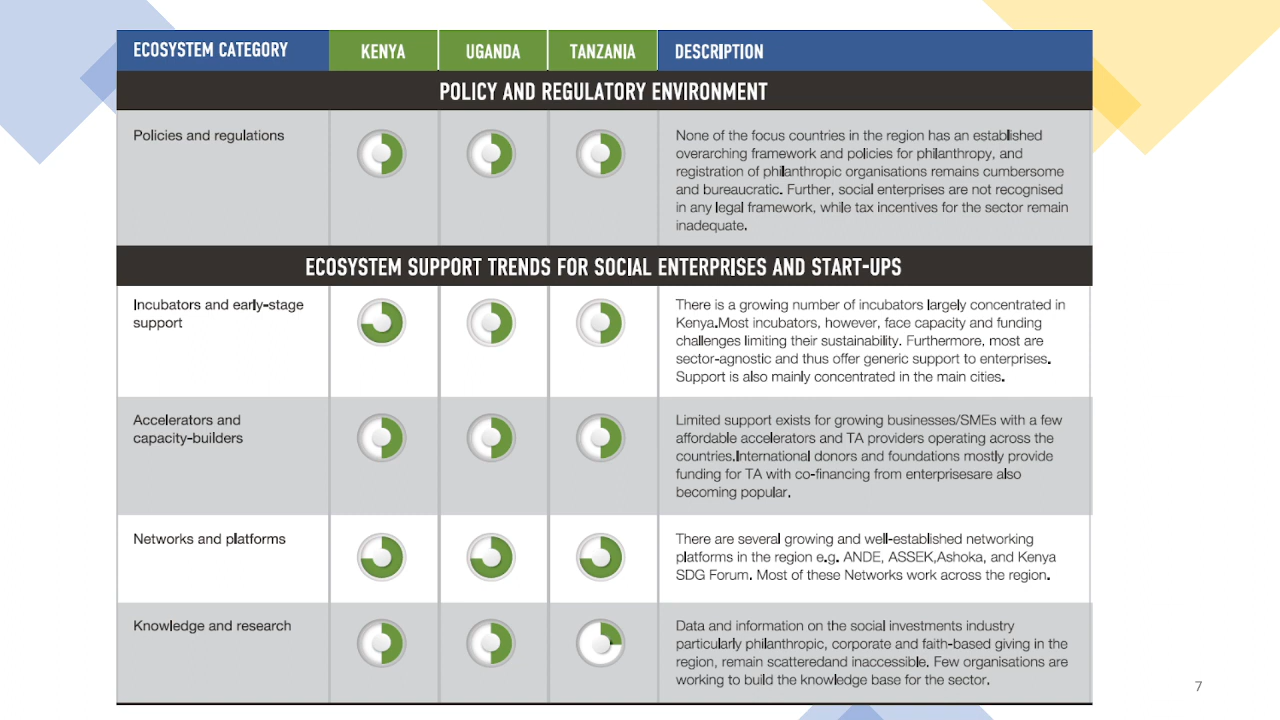 ECOSYSTEM CATEGORY KENYA UGANDA TANZANIA DESCRIPTION
POLICY AND REGULATORY ENVIRONMENT
Policies and regulations
None of the focus countries in the region has an established
overarching framework and policies for philanthropy, and
registration of philanthropic organisations remains cumbersome
and bureaucratic. Further, social enterprises are not recognised
in any legal framework, while tax incentives for the sector remain
inadequate.
ECOSYSTEM SUPPORT TRENDS FOR SOCIAL ENTERPRISES AND START-UPS
Incubators and early-stage
support
There is a growing number of incubators largely concentrated in
Kenya.Most incubators, however, face capacity and funding
challenges limiting their sustainability. Furthermore, most are
sector-agnostic and thus offer generic support to enterprises.
Support is also mainly concentrated in the main cities.
Accelerators and
capacity-builders
Limited support exists for growing businesses/SMEs with a few
affordable accelerators and TA providers operating across the
countries.International donors and foundations mostly provide
funding for TA with co-financing from enterprisesare also
becoming popular.
Networks and platforms
There are several growing and well-established networking
platforms in the region e.g. ANDE, ASSEK,Ashoka, and Kenya
SDG Forum. Most of these Networks work across the region.
Knowledge and research
Data and information on the social investments industry
particularly philanthropic, corporate and faith-based giving in the
region, remain scatteredand inaccessible. Few organisations are
working to build the knowledge base for the sector.
7